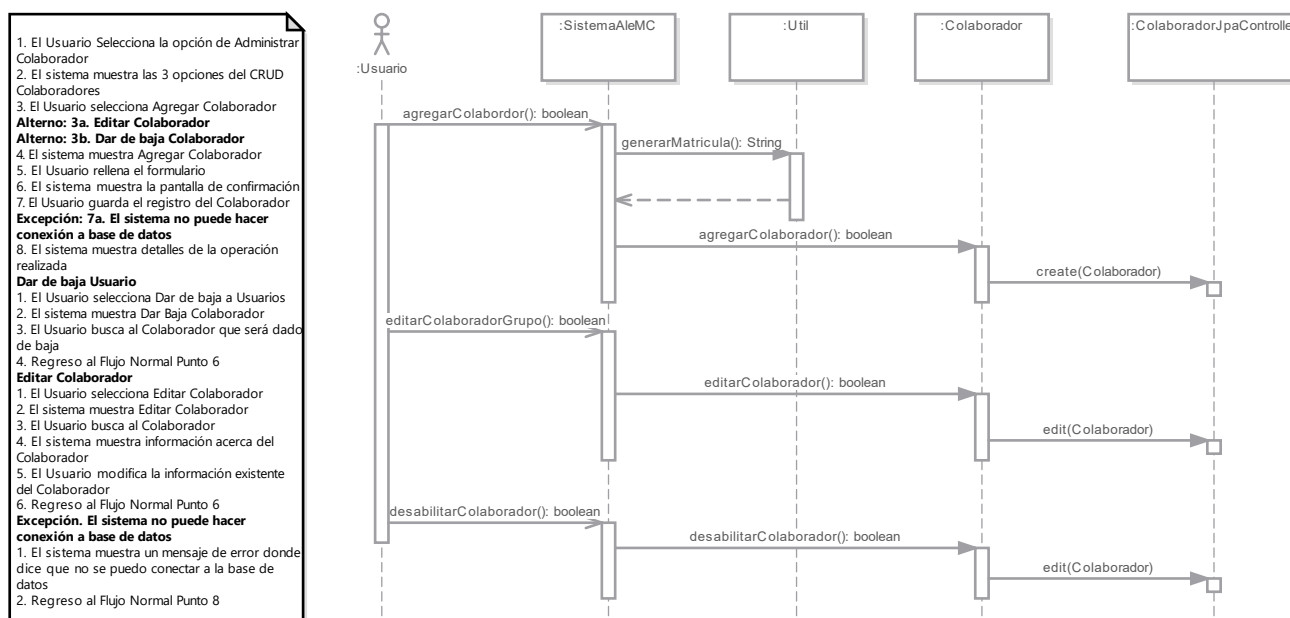 1. El Usuario Selecciona la opción de Administrar
Colaborador
2. El sistema muestra las 3 opciones del CRUD
Colaboradores
3. El Usuario selecciona Agregar Colaborador
Alterno: 3a. Editar Colaborador
Alterno: 3b. Dar de baja Colaborador
4. El sistema muestra Agregar Colaborador
5. El Usuario rellena el formulario
6. El sistema muestra la pantalla de confirmación
7. El Usuario guarda el registro del Colaborador
Excepción: 7a. El sistema no puede hacer
conexión a base de datos
8. El sistema muestra detalles de la operación
realizada
Dar de baja Usuario
1. El Usuario selecciona Dar de baja a Usuarios
2. El sistema muestra Dar Baja Colaborador
3. El Usuario busca al Colaborador que será dado
de baja
4. Regreso al Flujo Normal Punto 6
Editar Colaborador
1. El Usuario selecciona Editar Colaborador
2. El sistema muestra Editar Colaborador
3. El Usuario busca al Colaborador
4. El sistema muestra información acerca del
Colaborador
5. El Usuario modifica la información existente
del Colaborador
6. Regreso al Flujo Normal Punto 6
Excepción. El sistema no puede hacer
conexión a base de datos
1. El sistema muestra un mensaje de error donde
dice que no se puedo conectar a la base de
datos
2. Regreso al Flujo Normal Punto 8
:Usuario
:SistemaAleMC
:Util
:Colaborador
:ColaboradorJpaControlle
agregarColabordor(): boolean
generarMatricula(): String
agregarColaborador(): boolean
create(Colaborador)
editarColaboradorGrupo(): boolean
editarColaborador(): boolean
edit(Colaborador)
desabilitarColaborador(): boolean
desabilitarColaborador(): boolean
edit(Colaborador)